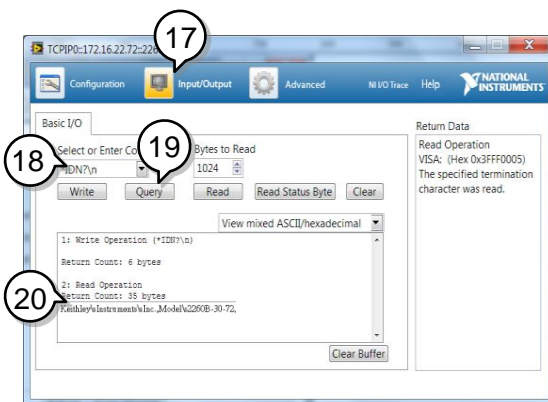 17
TCPIP0::172.16.22.72::226
Configuration
Input/Output
Advanced
NI I/O Trace
Help
NATIONAL
INSTRUMENTS
Basic I/O
Return Data
18
Select or Enter Co
19
Bytes to Read
*IDN?\n
1024
Write
Query
Read
Read Status Byte
Clear
View mixed ASCII/hexadecimal
1: Write Operation (*IDN?\n)
Return Count: 6 bytes
2: Read Operation
Return Count: 35 bytes
20
Keithley\sInstruments\sInc.,Model\s2260B-30-72,
Clear Buffer
Read Operation
VISA: (Hex 0x3FFF0005)
The specified termination
character was read.